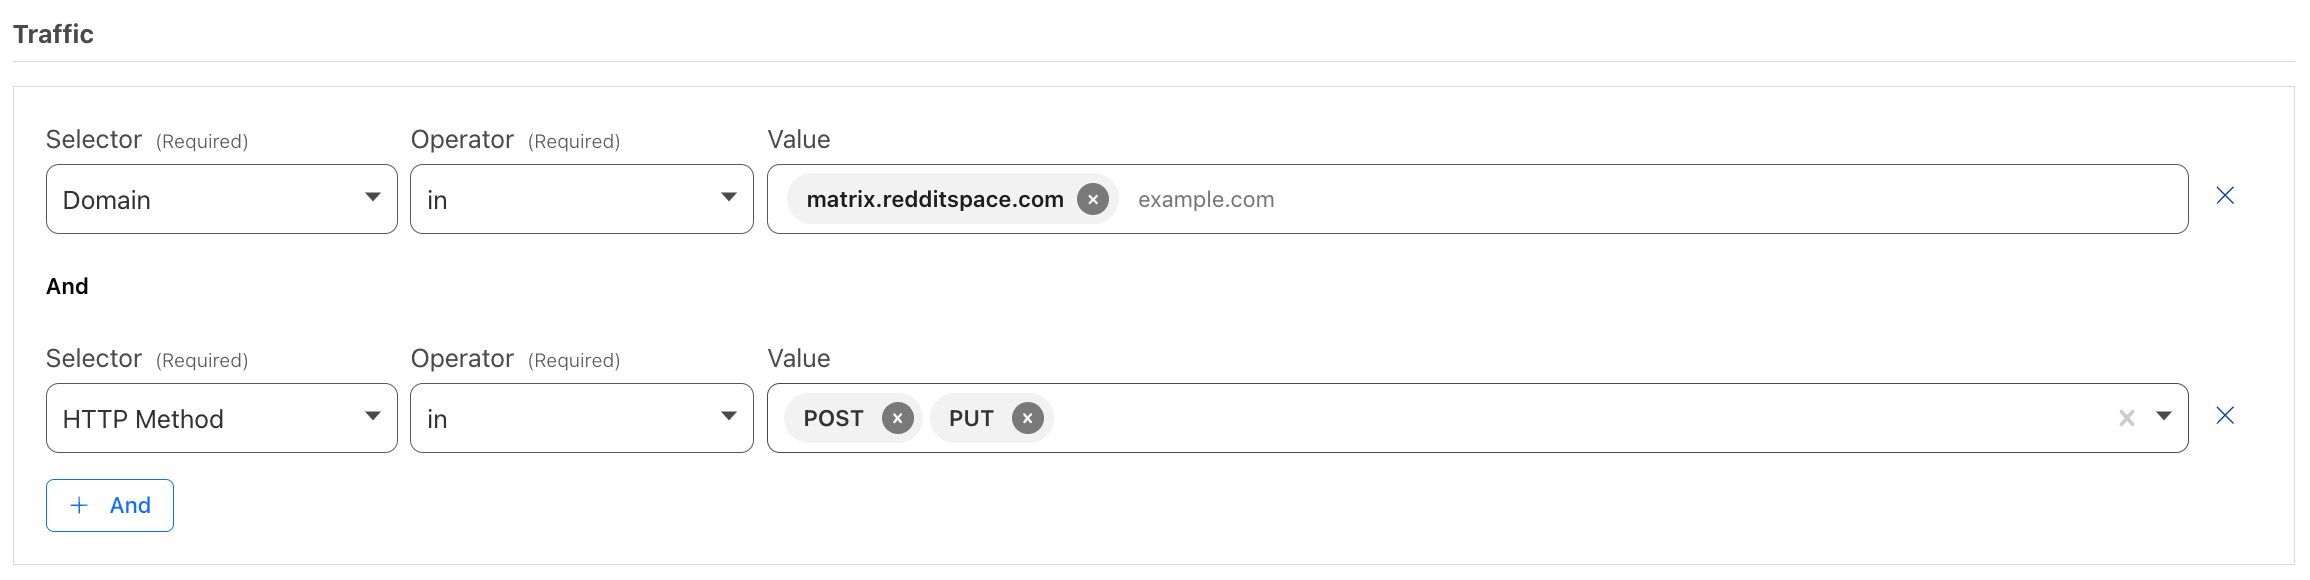 Traffic
Selector (Required) Operator (Required) Value
Domain in matrix.redditspace.com example.com
And
Selector (Required) Operator (Required) Value
HTTP Method in POST PUT
+ And